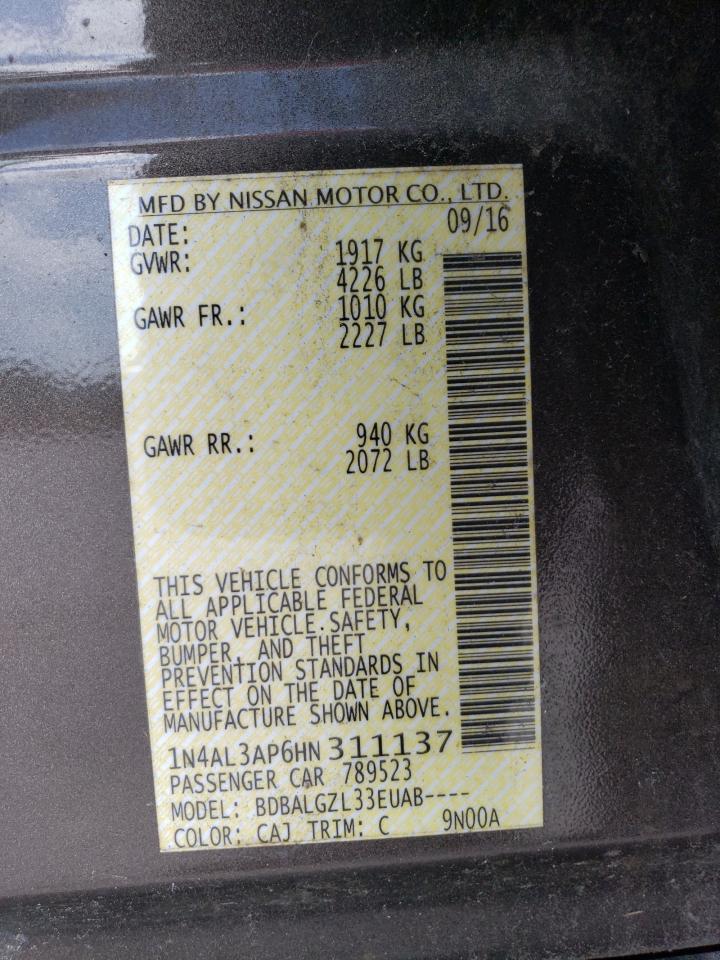 MFD BY NISSAN MOTOR CO., LTD.
DATE: 09/16
GVWR: 1917 KG
4226 LB
GAWR FR.: 1010 KG
2227 LB
GAWR RR.: 940 KG
2072 LB
THIS VEHICLE CONFORMS TO
ALL APPLICABLE FEDERAL
MOTOR VEHICLE SAFETY,
BUMPER, AND THEFT
PREVENTION STANDARDS IN
EFFECT ON THE DATE OF
MANUFACTURE SHOWN ABOVE.
1N4AL3AP6HN 311137
PASSENGER CAR 789523
MODEL: BDBALGZL33EUAB----
COLOR: CAJ TRIM: C 9N00A